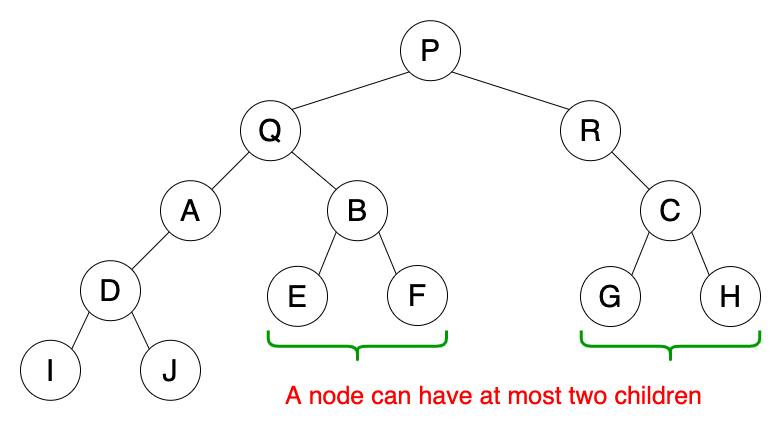 P
Q R
A B C
D E F G H
I J
A node can have at most two children